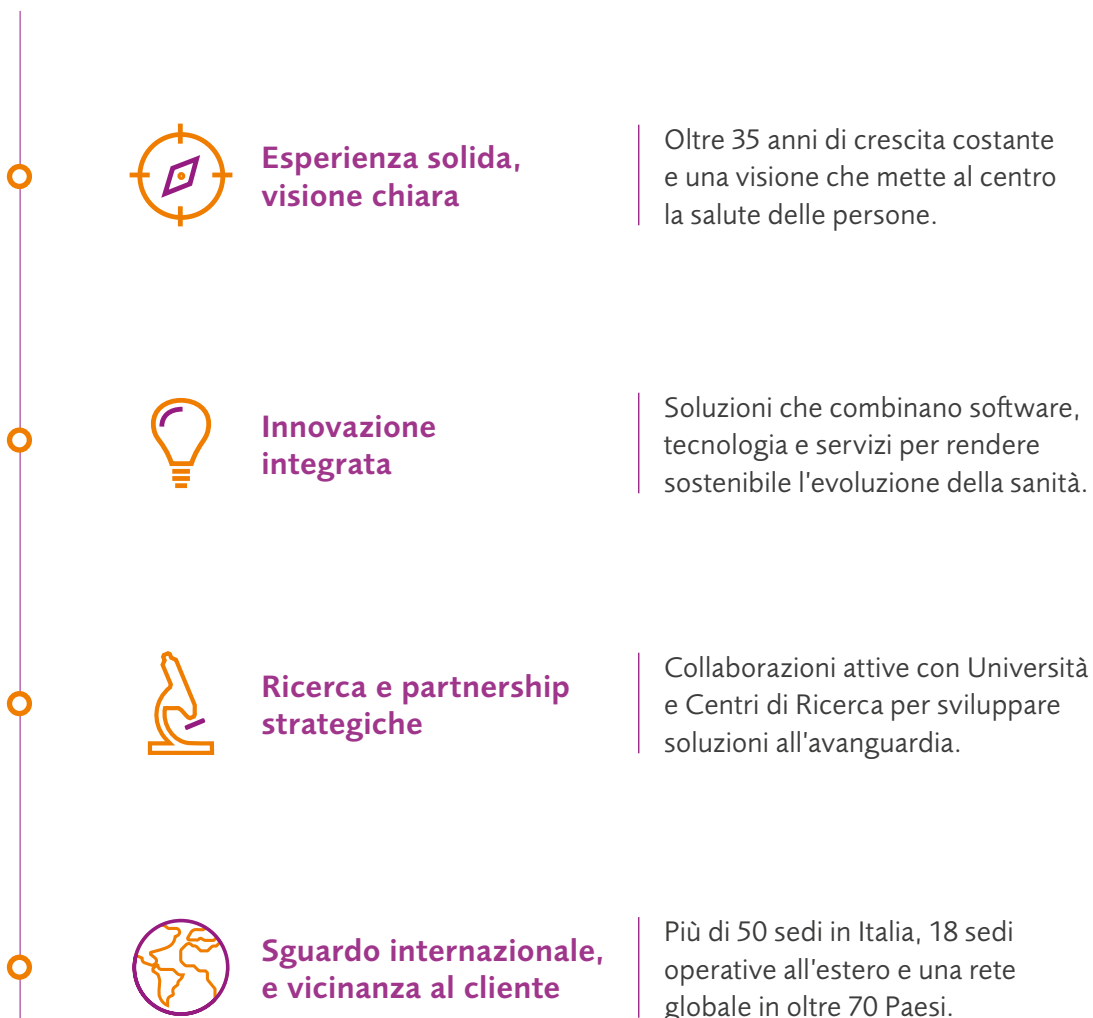 Esperienza solida,
visione chiara
Oltre 35 anni di crescita costante
e una visione che mette al centro
la salute delle persone.
Innovazione
integrata
Soluzioni che combinano software,
tecnologia e servizi per rendere
sostenibile l'evoluzione della sanità.
Ricerca e partnership
strategiche
Collaborazioni attive con Università
e Centri di Ricerca per sviluppare
soluzioni all'avanguardia.
Sguardo internazionale,
e vicinanza al cliente
Più di 50 sedi in Italia, 18 sedi
operative all'estero e una rete
globale in oltre 70 Paesi.